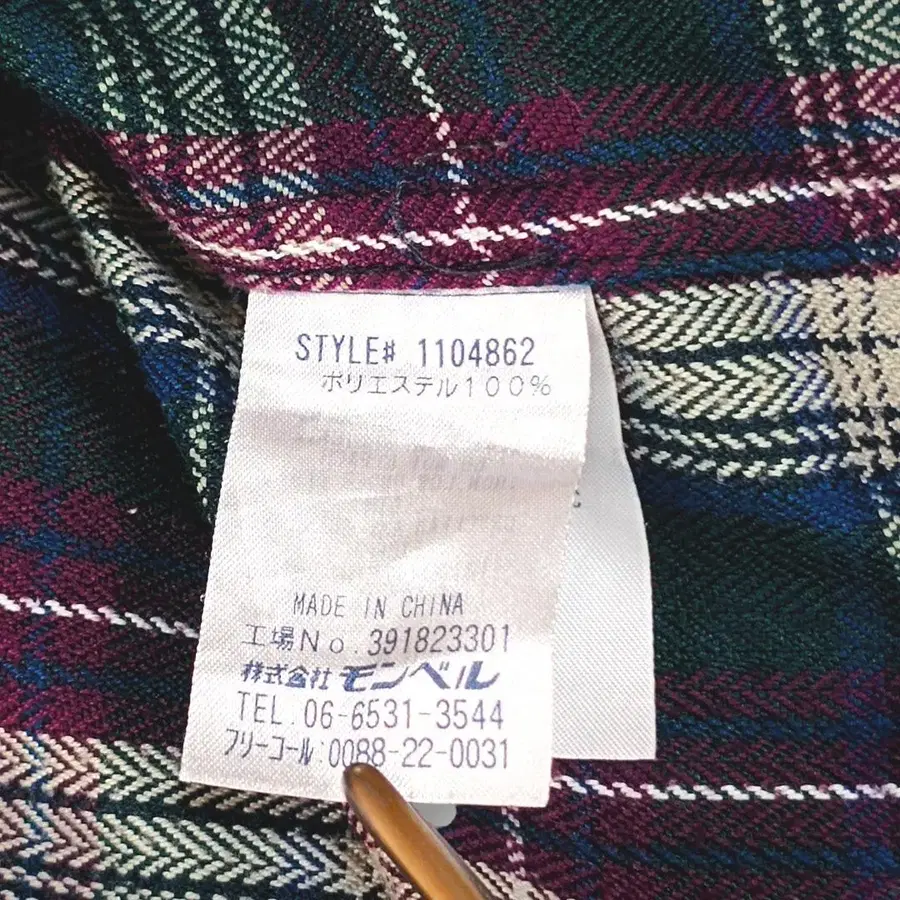 STYLE# 1104862
ポリエステル100%
MADE IN CHINA
工場No.391823301
株式会社 モンベル
TEL.06-6531-3544
フリーコール:0088-22-0031